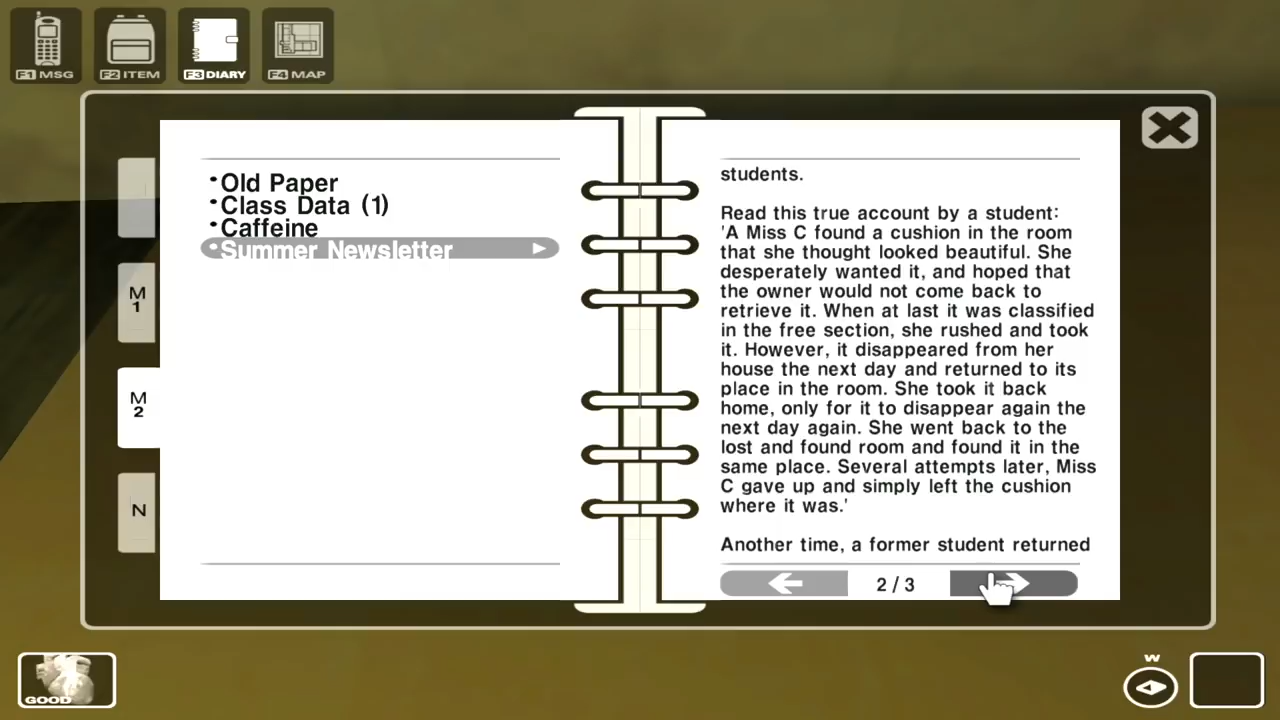 F1 MSG
F2 ITEM
F3 DIARY
F4 MAP
M
1
M
2
N
•Old Paper
•Class Data (1)
•Caffeine
•Summer Newsletter
students.
Read this true account by a student:
'A Miss C found a cushion in the room
that she thought looked beautiful. She
desperately wanted it, and hoped that
the owner would not come back to
retrieve it. When at last it was classified
in the free section, she rushed and took
it. However, it disappeared from her
house the next day and returned to its
place in the room. She took it back
home, only for it to disappear again the
next day again. She went back to the
lost and found room and found it in the
same place. Several attempts later, Miss
C gave up and simply left the cushion
where it was.'
Another time, a former student returned
2 / 3
GOOD
W